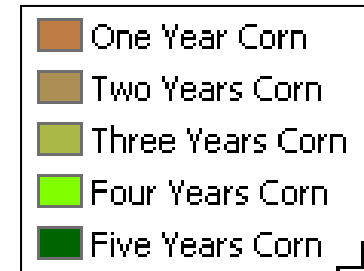 One Year Corn
Two Years Corn
Three Years Corn
Four Years Corn
Five Years Corn